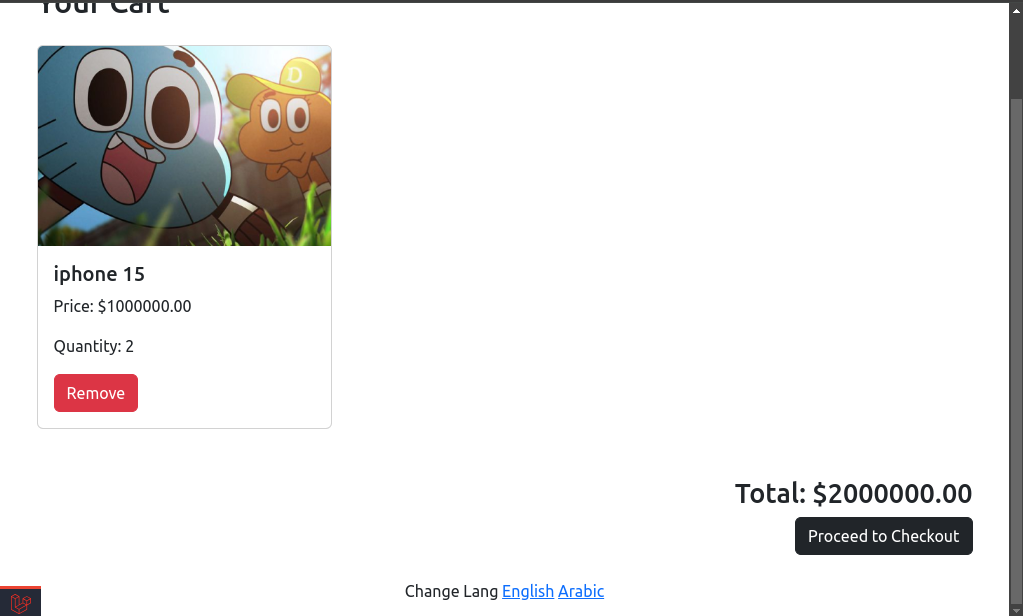 Your Cart
D
iphone 15
Price: $1000000.00
Quantity: 2
Remove
Total: $2000000.00
Proceed to Checkout
Change Lang English Arabic